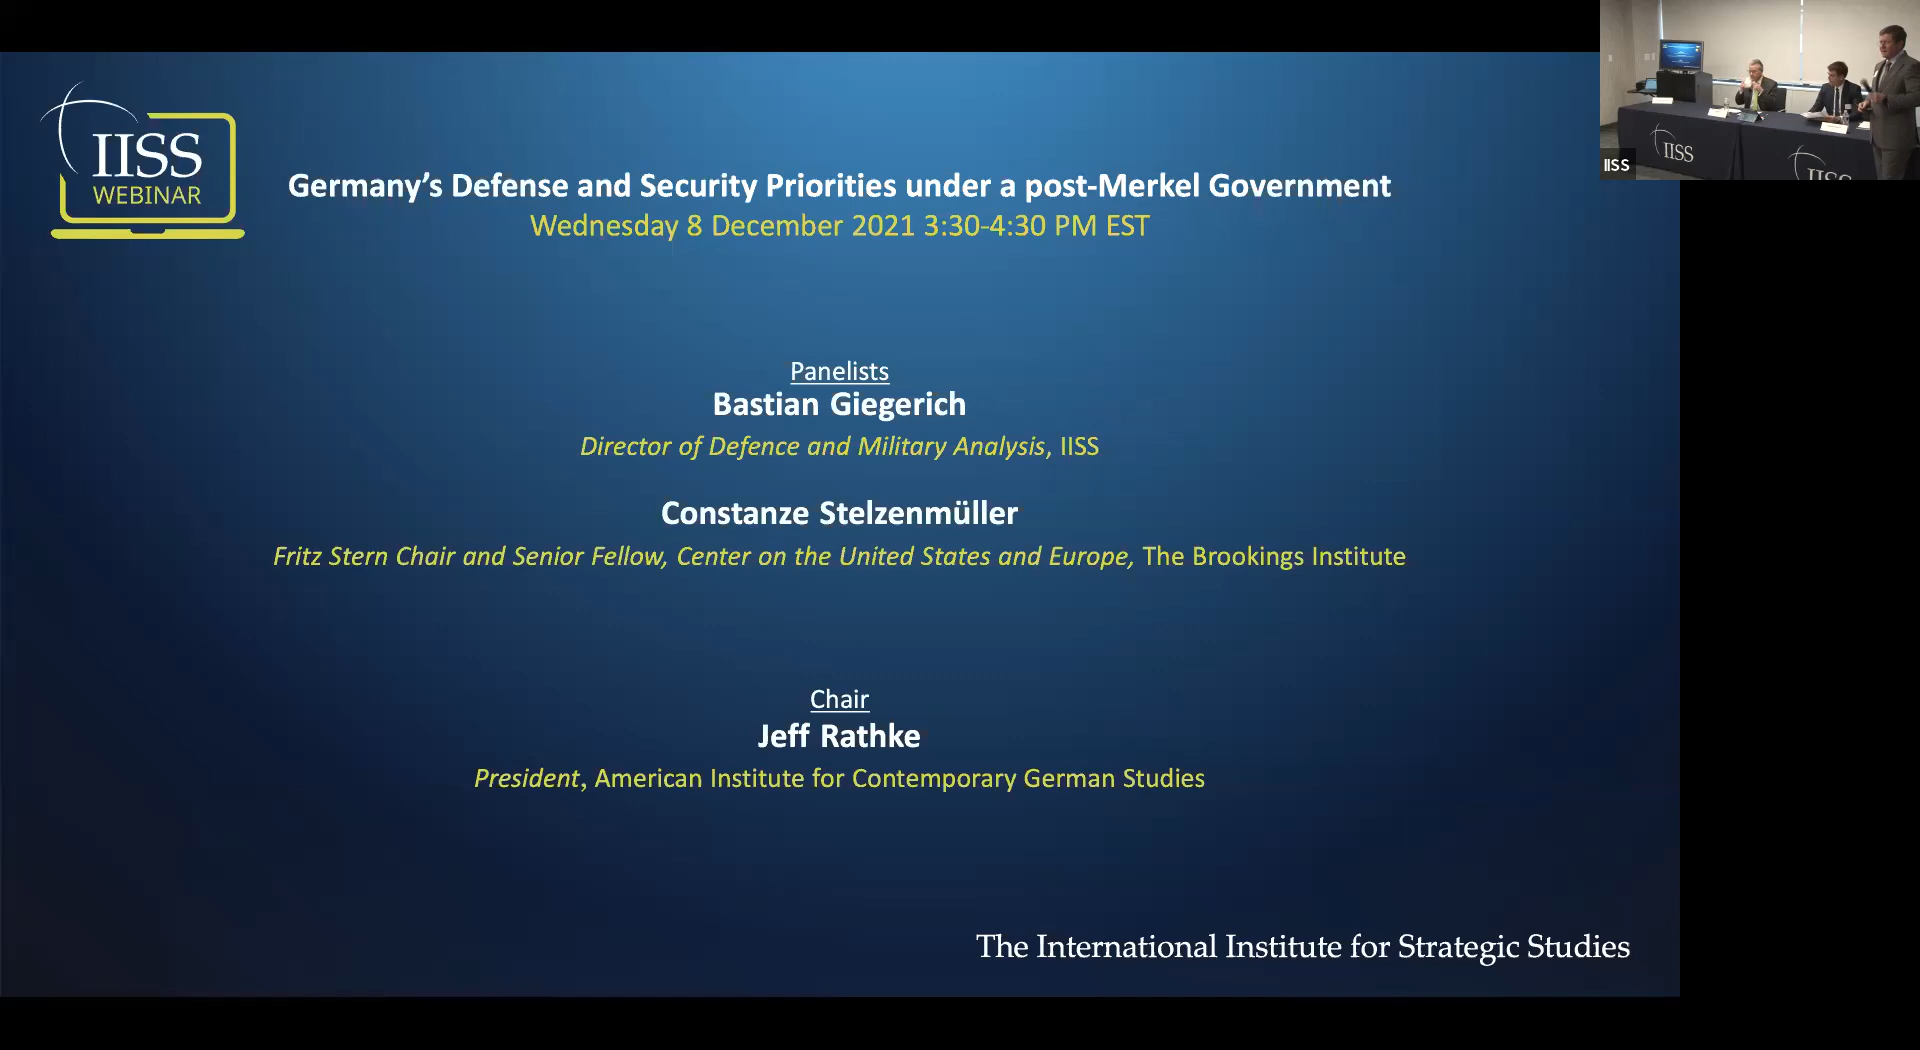 IISS
WEBINAR
Germany’s Defense and Security Priorities under a post-Merkel Government
Wednesday 8 December 2021 3:30-4:30 PM EST
Panelists
Bastian Giegerich
Director of Defence and Military Analysis, IISS
Constanze Stelzenmüller
Fritz Stern Chair and Senior Fellow, Center on the United States and Europe, The Brookings Institute
Chair
Jeff Rathke
President, American Institute for Contemporary German Studies
The International Institute for Strategic Studies
IISS
IISS
IISS